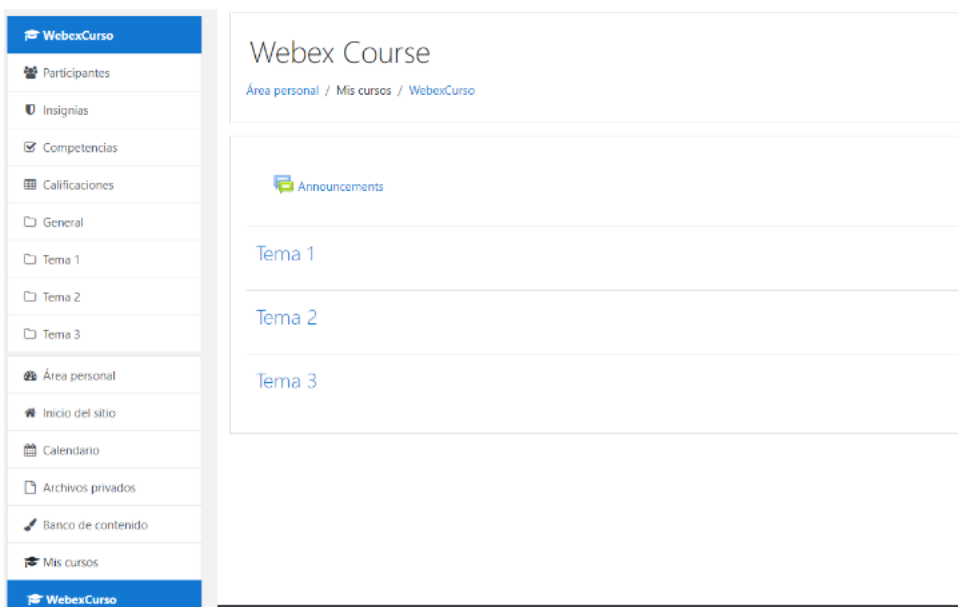 WebexCurso
Participantes
Insignias
Competencias
Calificaciones
General
Tema 1
Tema 2
Tema 3
Área personal
Inicio del sitio
Calendario
Archivos privados
Banco de contenido
Mis cursos
WebexCurso
Webex Course
Área personal / Mis cursos / WebexCurso
Announcements
Tema 1
Tema 2
Tema 3